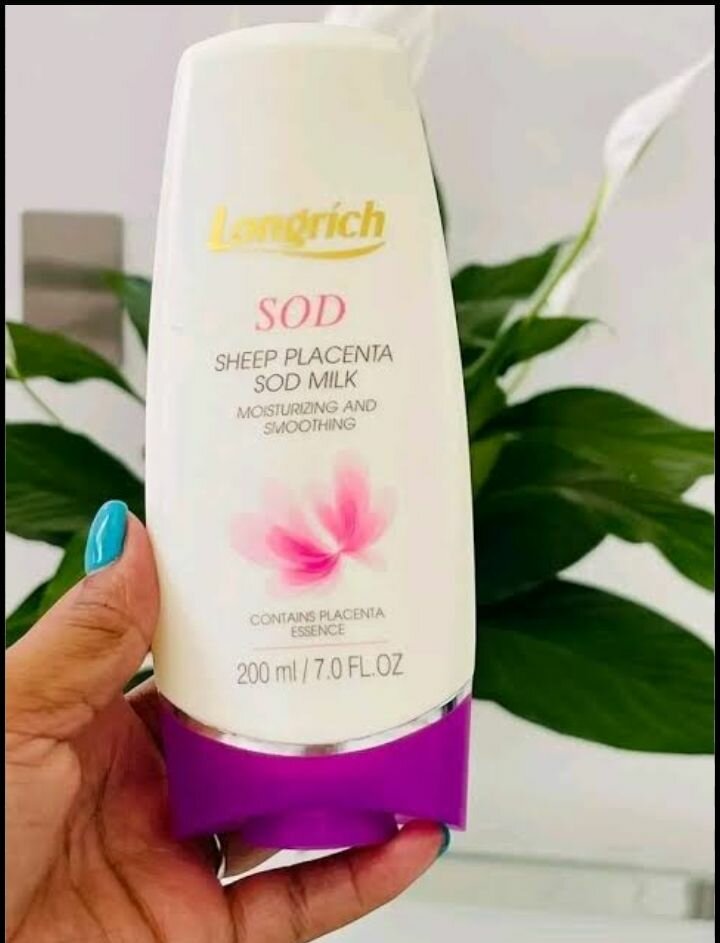 Longrich
SOD
SHEEP PLACENTA
SOD MILK
MOISTURIZING AND
SMOOTHING
CONTAINS PLACENTA
ESSENCE
200 ml / 7.0 FL.OZ